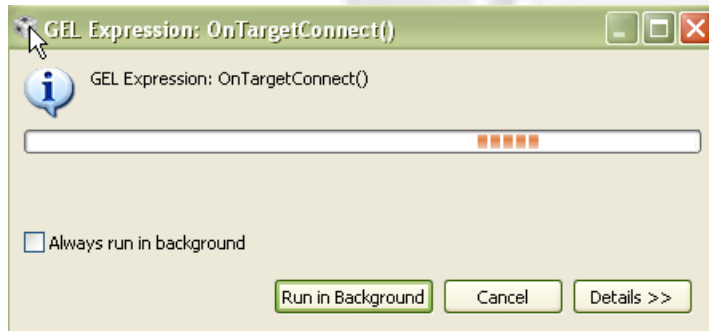 GEL Expression: OnTargetConnect()
GEL Expression: OnTargetConnect()
Always run in background
Run in Background
Cancel
Details >>